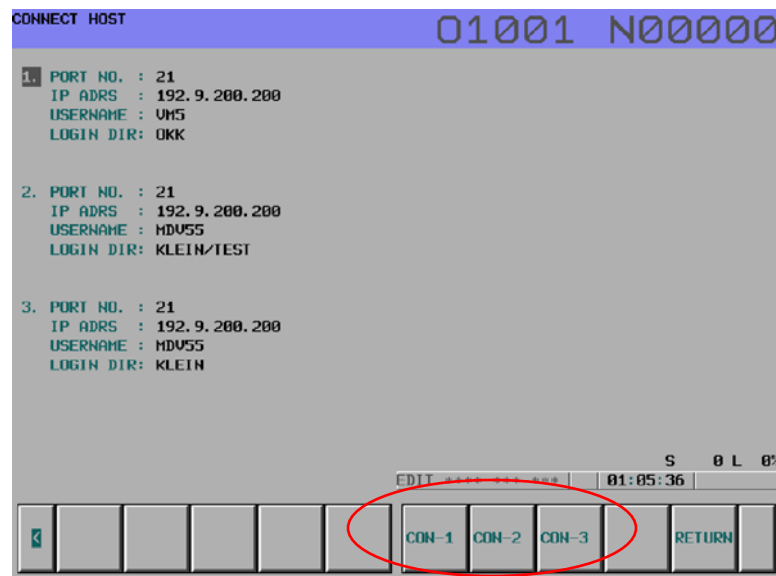 CONNECT HOST
O1001 N00000
1. PORT NO. : 21
IP ADRS : 192.9.200.200
USERNAME : VM5
LOGIN DIR: OKK
2. PORT NO. : 21
IP ADRS : 192.9.200.200
USERNAME : MDV55
LOGIN DIR: KLEIN/TEST
3. PORT NO. : 21
IP ADRS : 192.9.200.200
USERNAME : MDV55
LOGIN DIR: KLEIN
S 0 L 0%
EDIT **** *** *** 01:05:36
< CON-1 CON-2 CON-3 RETURN